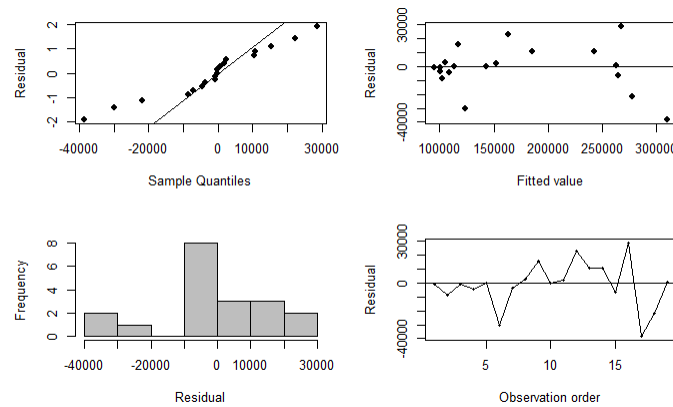 Residual
-2 -1 0 1 2
-40000 -20000 0 10000 30000
Sample Quantiles
Residual
-40000 0 30000
100000 150000 200000 250000 300000
Fitted value
Frequency
0 2 4 6 8
-40000 -20000 0 10000 30000
Residual
Residual
-40000 0 30000
5 10 15
Observation order